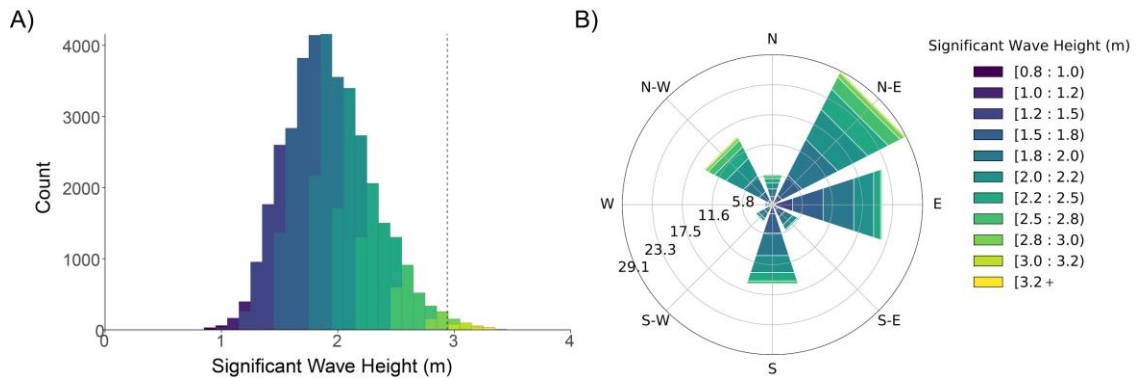 A)
4000
3000
2000
1000
0
0
1
2
3
4
Count
Significant Wave Height (m)
B)
N
N-W
N-E
W
E
5.8
11.6
17.5
23.3
29.1
S-W
S-E
S
Significant Wave Height (m)
[0.8 : 1.0)
[1.0 : 1.2)
[1.2 : 1.5)
[1.5 : 1.8)
[1.8 : 2.0)
[2.0 : 2.2)
[2.2 : 2.5)
[2.5 : 2.8)
[2.8 : 3.0)
[3.0 : 3.2)
[3.2 +